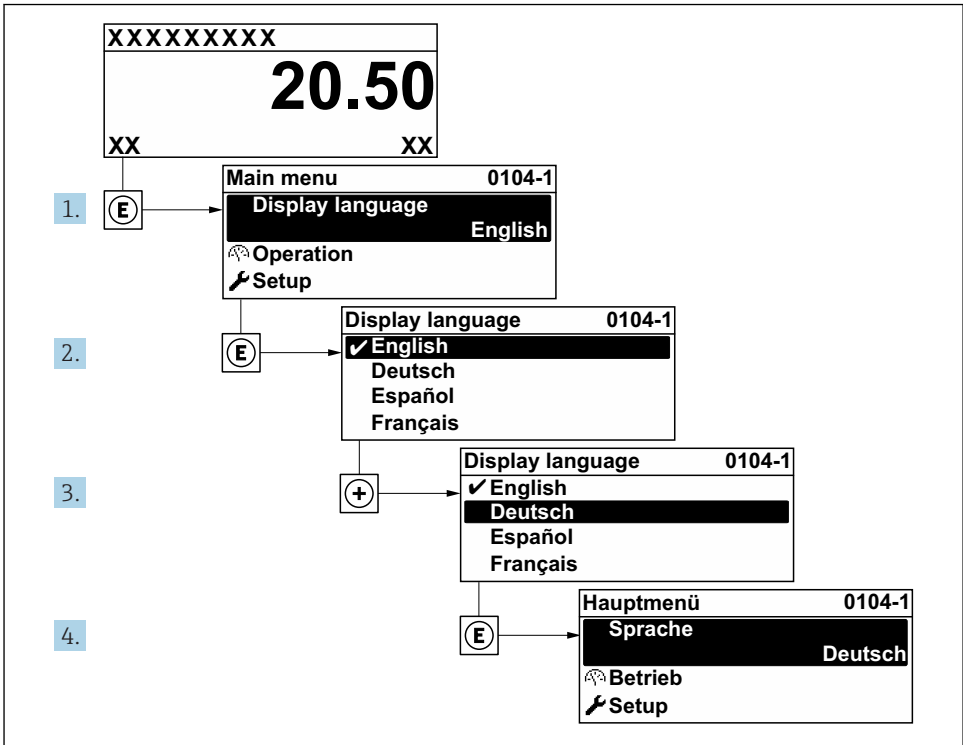 XXXXXXXXX
20.50
XX XX
1. E
Main menu 0104-1
Display language
English
Operation
Setup
2. E
Display language 0104-1
✔English
Deutsch
Español
Français
3. +
Display language 0104-1
✔English
Deutsch
Español
Français
4. E
Hauptmenü 0104-1
Sprache
Deutsch
Betrieb
Setup